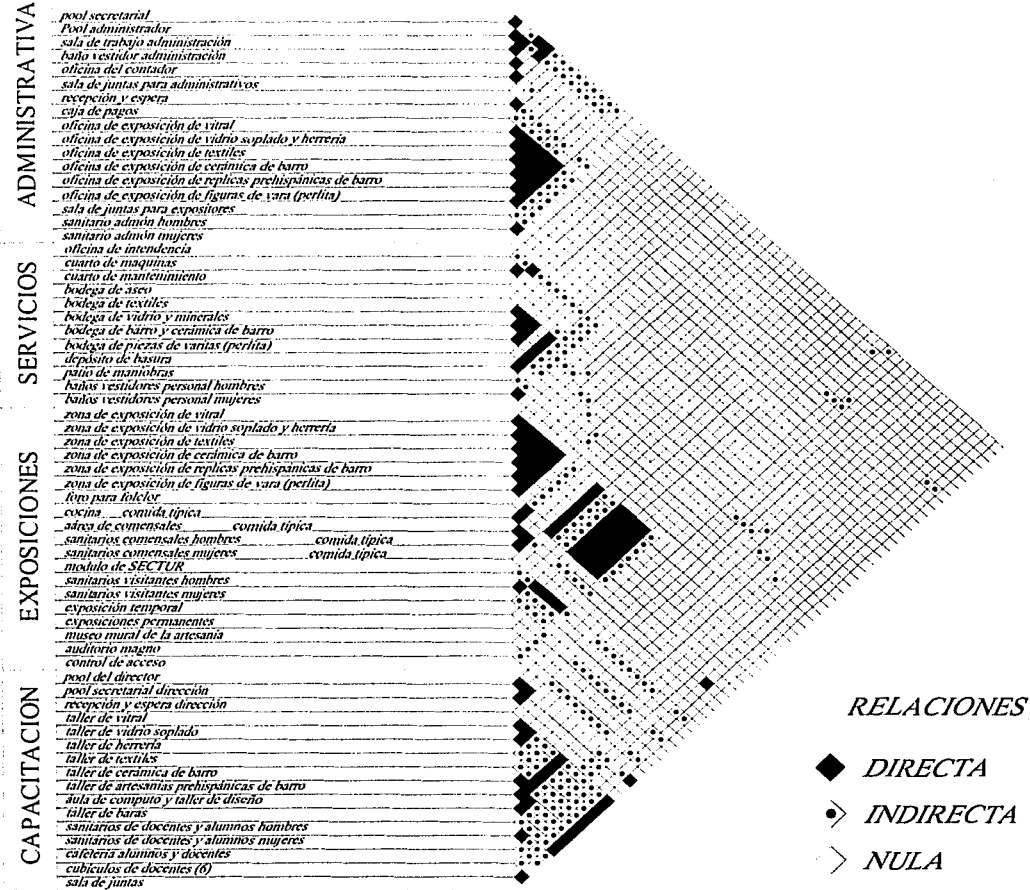 ADMINISTRATIVA
pool secretarial
Pool administrador
sala de trabajo administración
baño vestidor administración
oficina del contador
sala de juntas para administrativos
recepción y espera
caja de pagos
oficina de exposición de vitral
oficina de exposición de vidrio soplado y herreria
oficina de exposición de textiles
oficina de exposición de cerámica de barro
oficina de exposición de replicas prehispánicas de barro
oficina de exposición de figuras de vara (perlita)
sala de juntas para expositores
sanitario admón hombres
sanitario admón mujeres
SERVICIOS
oficina de intendencia
cuarto de maquinas
cuarto de mantenimiento
bodega de aseo
bodega de textiles
bodega de vidrio y minerales
bodega de barro y cerámica de barro
bodega de piezas de varitas (perlita)
depósito de basura
patio de maniobras
baños vestidores personal hombres
baños vestidores personal mujeres
EXPOSICIONES
zona de exposición de vitral
zona de exposición de vidrio soplado y herrería
zona de exposición de textiles
zona de exposición de cerámica de barro
zona de exposición de replicas prehispánicas de barro
zona de exposición de figuras de vara (perlita)
foro para folclor
cocina comida típica
aárea de comensales comida típica
sanitarios comensales hombres comida típica
sanitarios comensales mujeres comida típica
modulo de SECTUR
sanitarios visitantes hombres
sanitarios visitantes mujeres
exposición temporal
exposiciones permanentes
museo mural de la artesanía
auditorio magno
control de acceso
CAPACITACION
pool del director
pool secretarial dirección
recepción y espera dirección
taller de vitral
taller de vidrio soplado
taller de herrería
taller de textiles
taller de cerámica de barro
taller de artesanías prehispánicas de barro
áula de computo y taller de diseño
taller de baras
sanitarios de docentes y alumnos hombres
sanitarios de docentes y alumnos mujeres
cafetería alumnos y docentes
cubículos de docentes (6)
sala de juntas
RELACIONES
DIRECTA
INDIRECTA
NULA